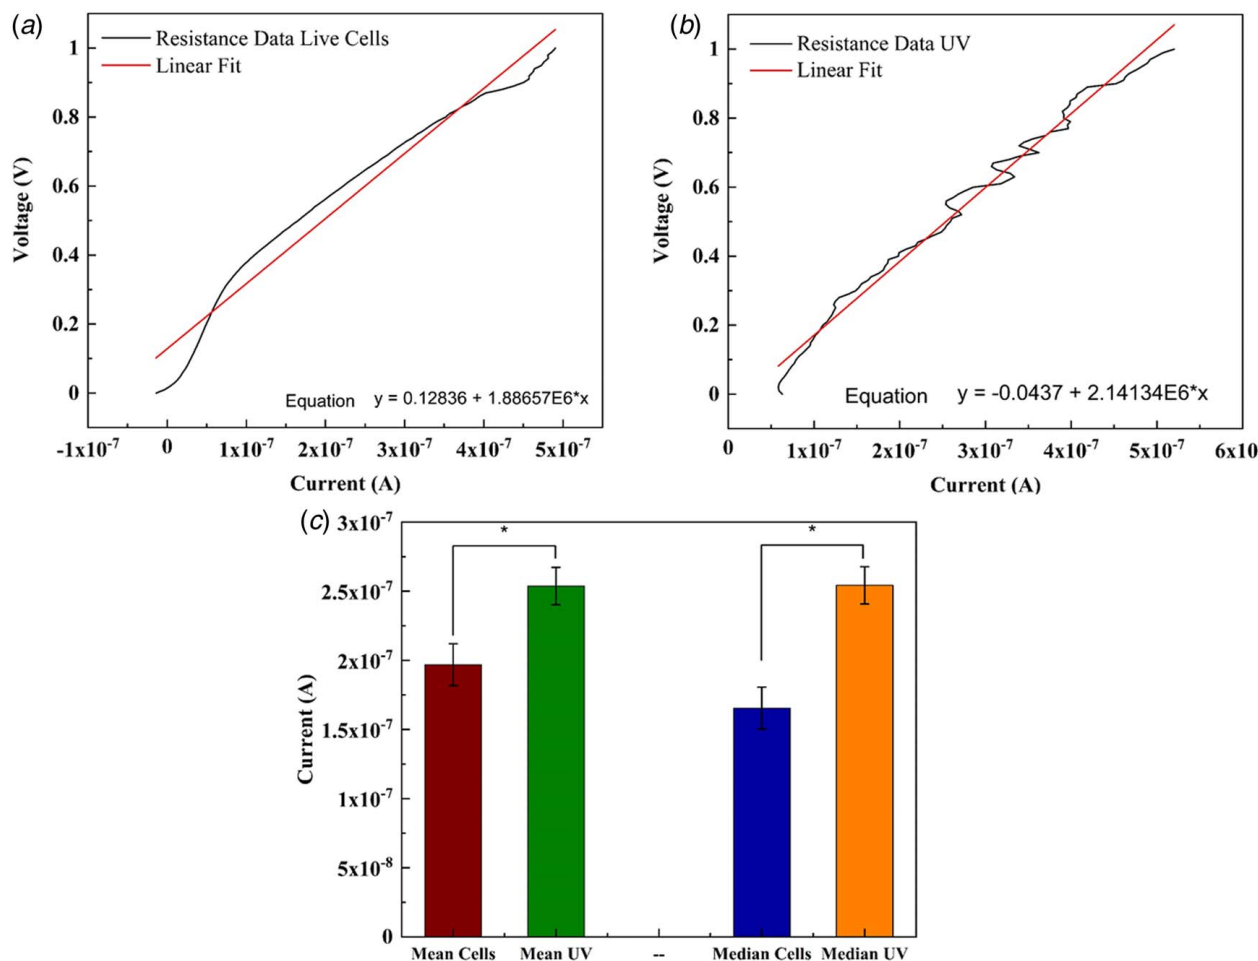 (a)
Resistance Data Live Cells
Linear Fit
1
0.8
0.6
0.4
0.2
0
Voltage (V)
Equation y = 0.12836 + 1.88657E6*x
-1x10-7 0 1x10-7 2x10-7 3x10-7 4x10-7 5x10-7
Current (A)
(b)
Resistance Data UV
Linear Fit
1
0.8
0.6
0.4
0.2
0
Voltage (V)
Equation y = -0.0437 + 2.14134E6*x
0 1x10-7 2x10-7 3x10-7 4x10-7 5x10-7 6x10
Current (A)
(c)
3x10-7
2.5x10-7
2x10-7
1.5x10-7
1x10-7
5x10-8
0
Current (A)
* *
Mean Cells Mean UV -- Median Cells Median UV